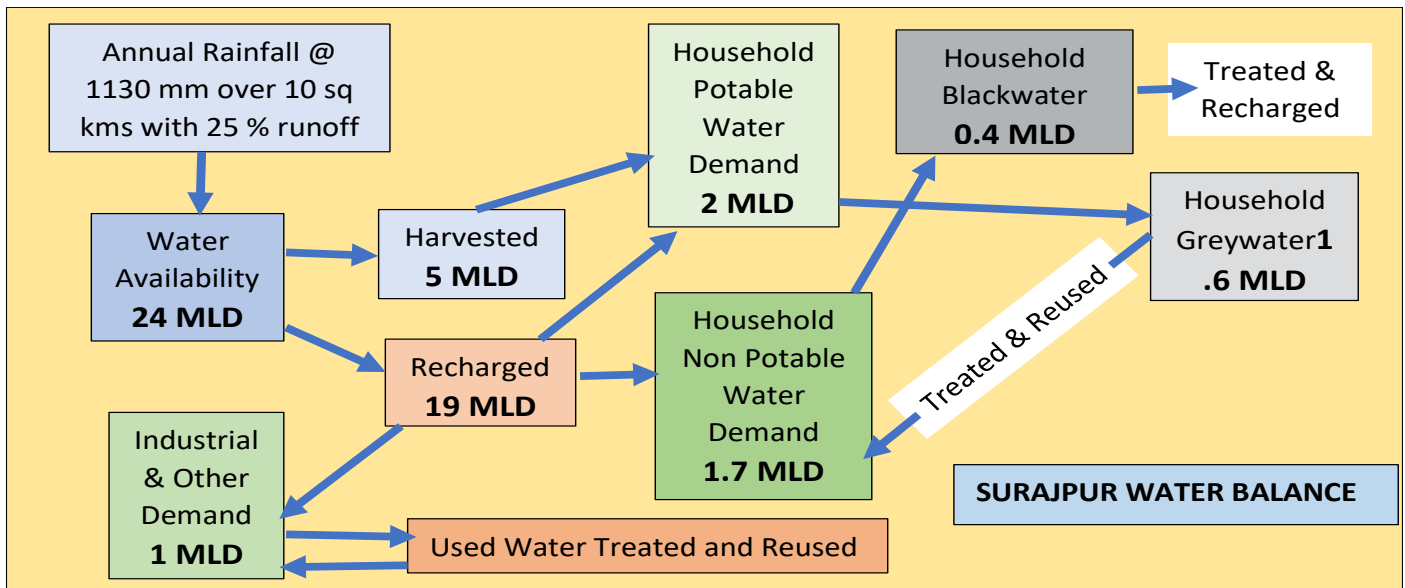 Annual Rainfall @
1130 mm over 10 sq
kms with 25 % runoff
Water
Availability
24 MLD
Harvested
5 MLD
Recharged
19 MLD
Industrial
& Other
Demand
1 MLD
Used Water Treated and Reused
Household
Potable
Water
Demand
2 MLD
Household
Non Potable
Water
Demand
1.7 MLD
Household
Blackwater
0.4 MLD
Treated &
Recharged
Household
Greywater1
.6 MLD
Treated & Reused
SURAJPUR WATER BALANCE